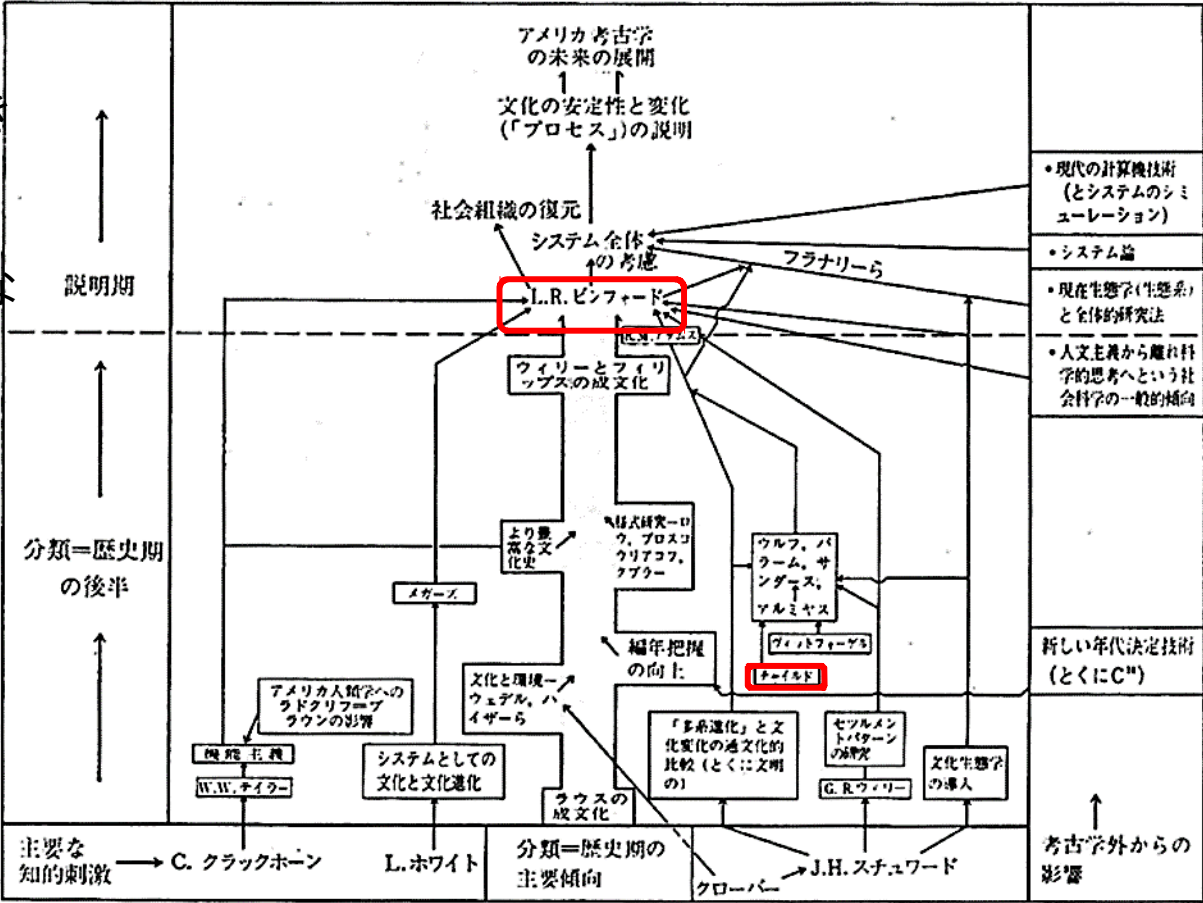 アメリカ考古学
の未来の展開
文化の安定性と変化
(「プロセス」)の説明
社会組織の復元
システム全体
の考慮
フラナリーら
L.R.ビンフォード
R.M.アダムス
ウィリーとフィリ
ップスの成文化
説明期
分類=歴史期
の後半
より豊
富な文
化史
様式研究ーロ
ウ,プロスコ
ウリアコフ,
クブラー
ウルフ,パ
ラーム,サ
ンダース,
アルミヤス
ヴィットフォーゲル
チャイルド
メガーズ
編年把握
の向上
文化と環境ー
ウェデル,ハ
イザーら
アメリカ人類学への
ラドクリフ=ブ
ラウンの影響
機能主義
W.W.テイラー
システムとしての
文化と文化進化
ラウスの
成文化
「多系進化」と文
化変化の通文化的
比較(とくに文明
の)
セツルメン
トパターン
の研究
G.R.ウィリー
文化生態学
の導入
主要な
知的刺激
C. クラックホーン
L.ホワイト
分類=歴史期の
主要傾向
クローバー
J.H.スチュワード
•現代の計算機技術
(とシステムのシミ
ューレーション)
•システム論
•現在生態学(生態系)
と全体的研究法
•人文主義から離れ科
学的思考へという社
会科学の一般的傾向
新しい年代決定技術
(とくにC¹⁴)
考古学外からの
影響